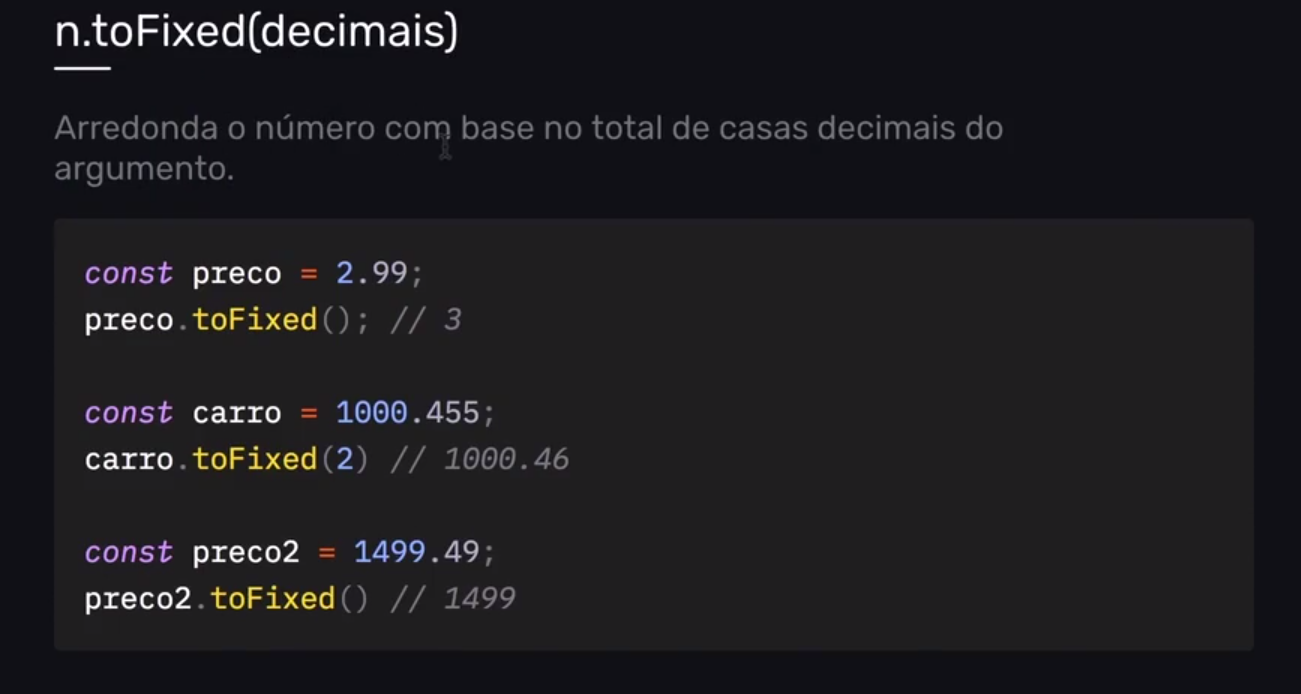 n.toFixed(decimais)
Arredonda o número com base no total de casas decimais do
argumento.
const preco = 2.99;
preco.toFixed(); // 3
const carro = 1000.455;
carro.toFixed(2) // 1000.46
const preco2 = 1499.49;
preco2.toFixed() // 1499